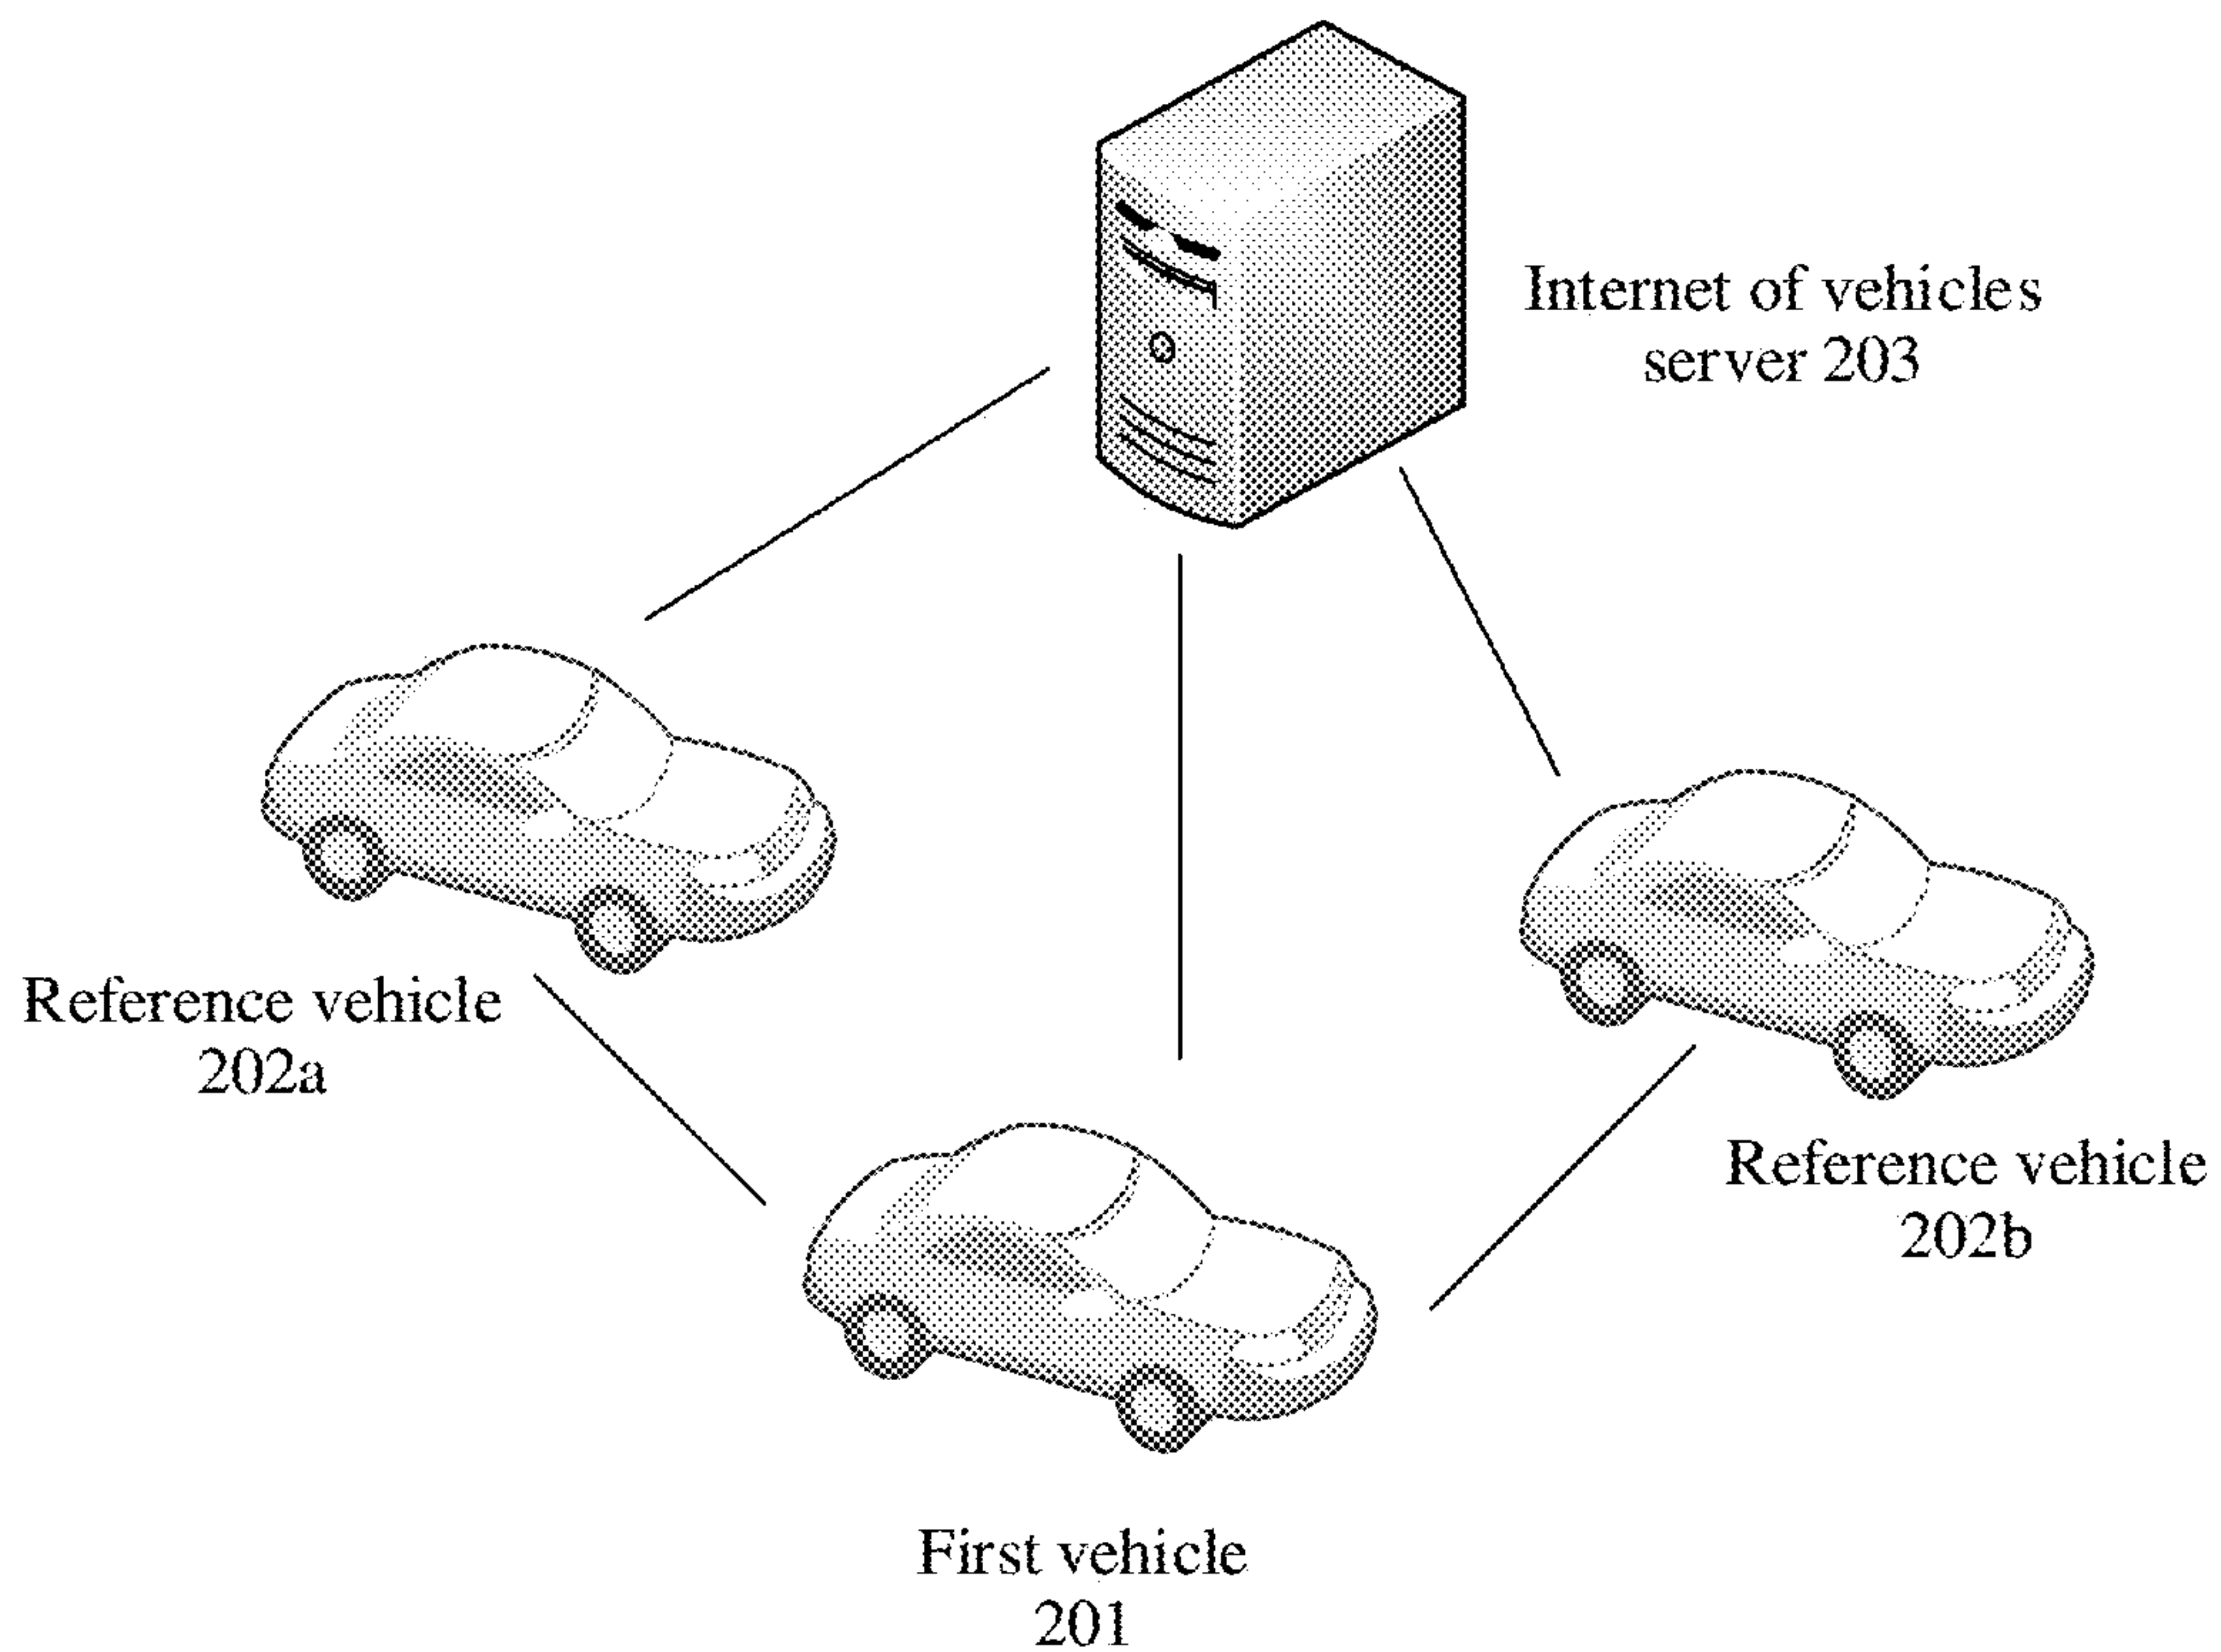 Internet of vehicles
server 203
Reference vehicle
202a
Reference vehicle
202b
First vehicle
201